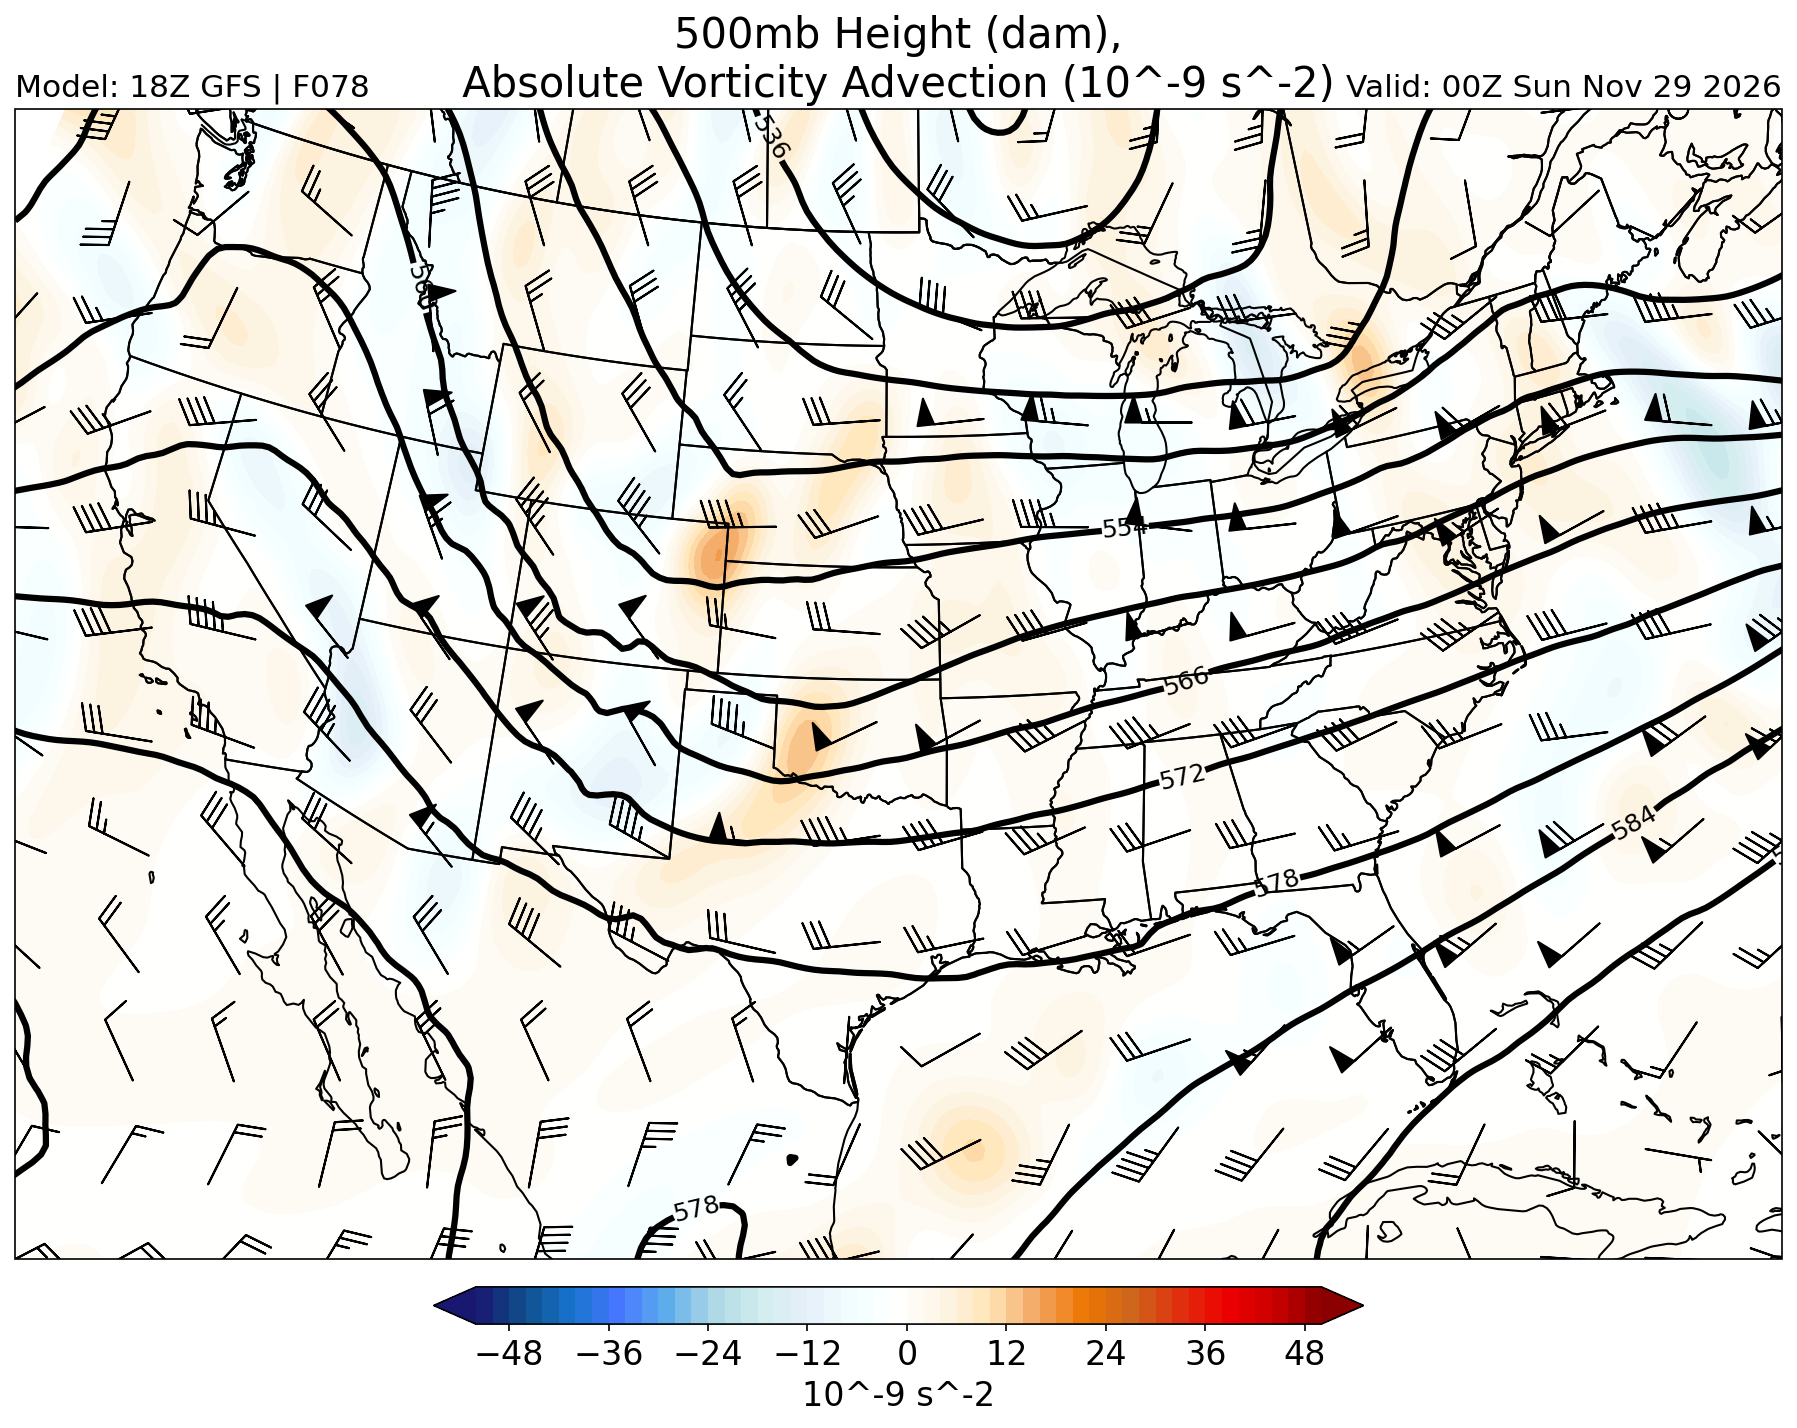 500mb Height (dam),
Model: 18Z GFS | F078
Absolute Vorticity Advection (10^-9 s^-2)
Valid: 00Z Sun Nov 29 2026
536
560
554
566
572
584
578
578
−48 −36 −24 −12 0 12 24 36 48
10^-9 s^-2